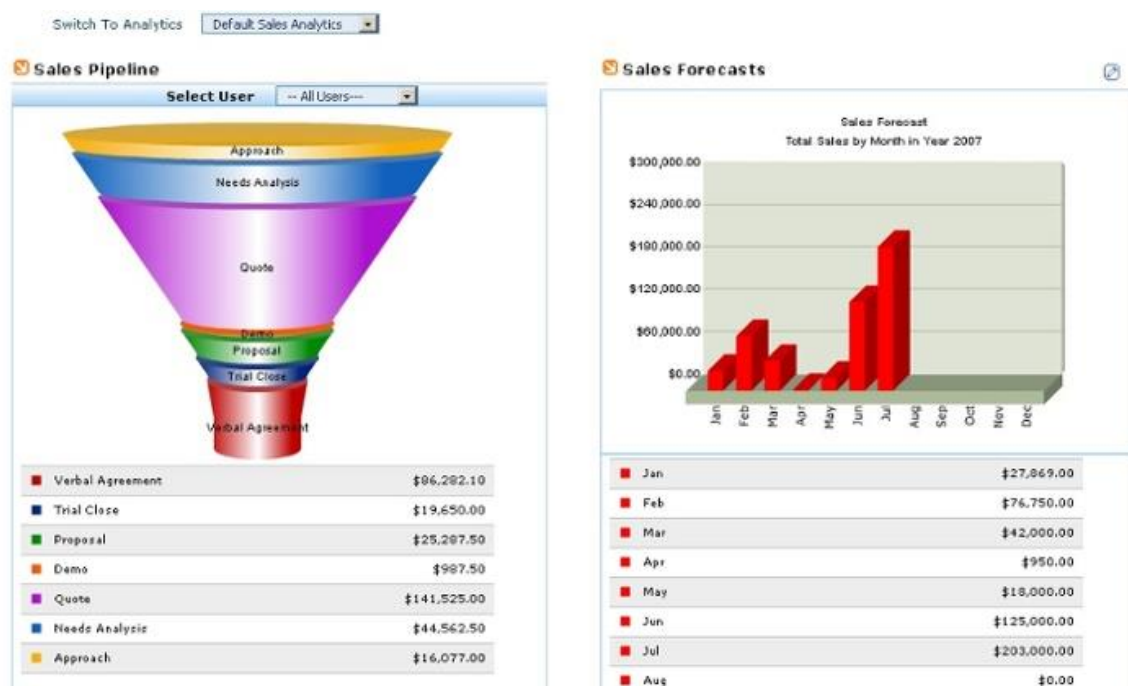 Switch To Analytics Default Sales Analytics
Sales Pipeline
Select User -- All Users---
Approach
Needs Analysis
Quote
Demo
Proposal
Trial Close
Verbal Agreement
Verbal Agreement $86,282.10
Trial Close $19,650.00
Proposal $25,287.50
Demo $987.50
Quote $141,525.00
Needs Analysis $44,562.50
Approach $16,077.00
Sales Forecasts
Sales Forecast
Total Sales by Month in Year 2007
$300,000.00
$240,000.00
$180,000.00
$120,000.00
$60,000.00
$0.00
Jan Feb Mar Apr May Jun Jul Aug Sep Oct Nov Dec
Jan $27,869.00
Feb $76,750.00
Mar $42,000.00
Apr $950.00
May $18,000.00
Jun $125,000.00
Jul $203,000.00
Aug $0.00